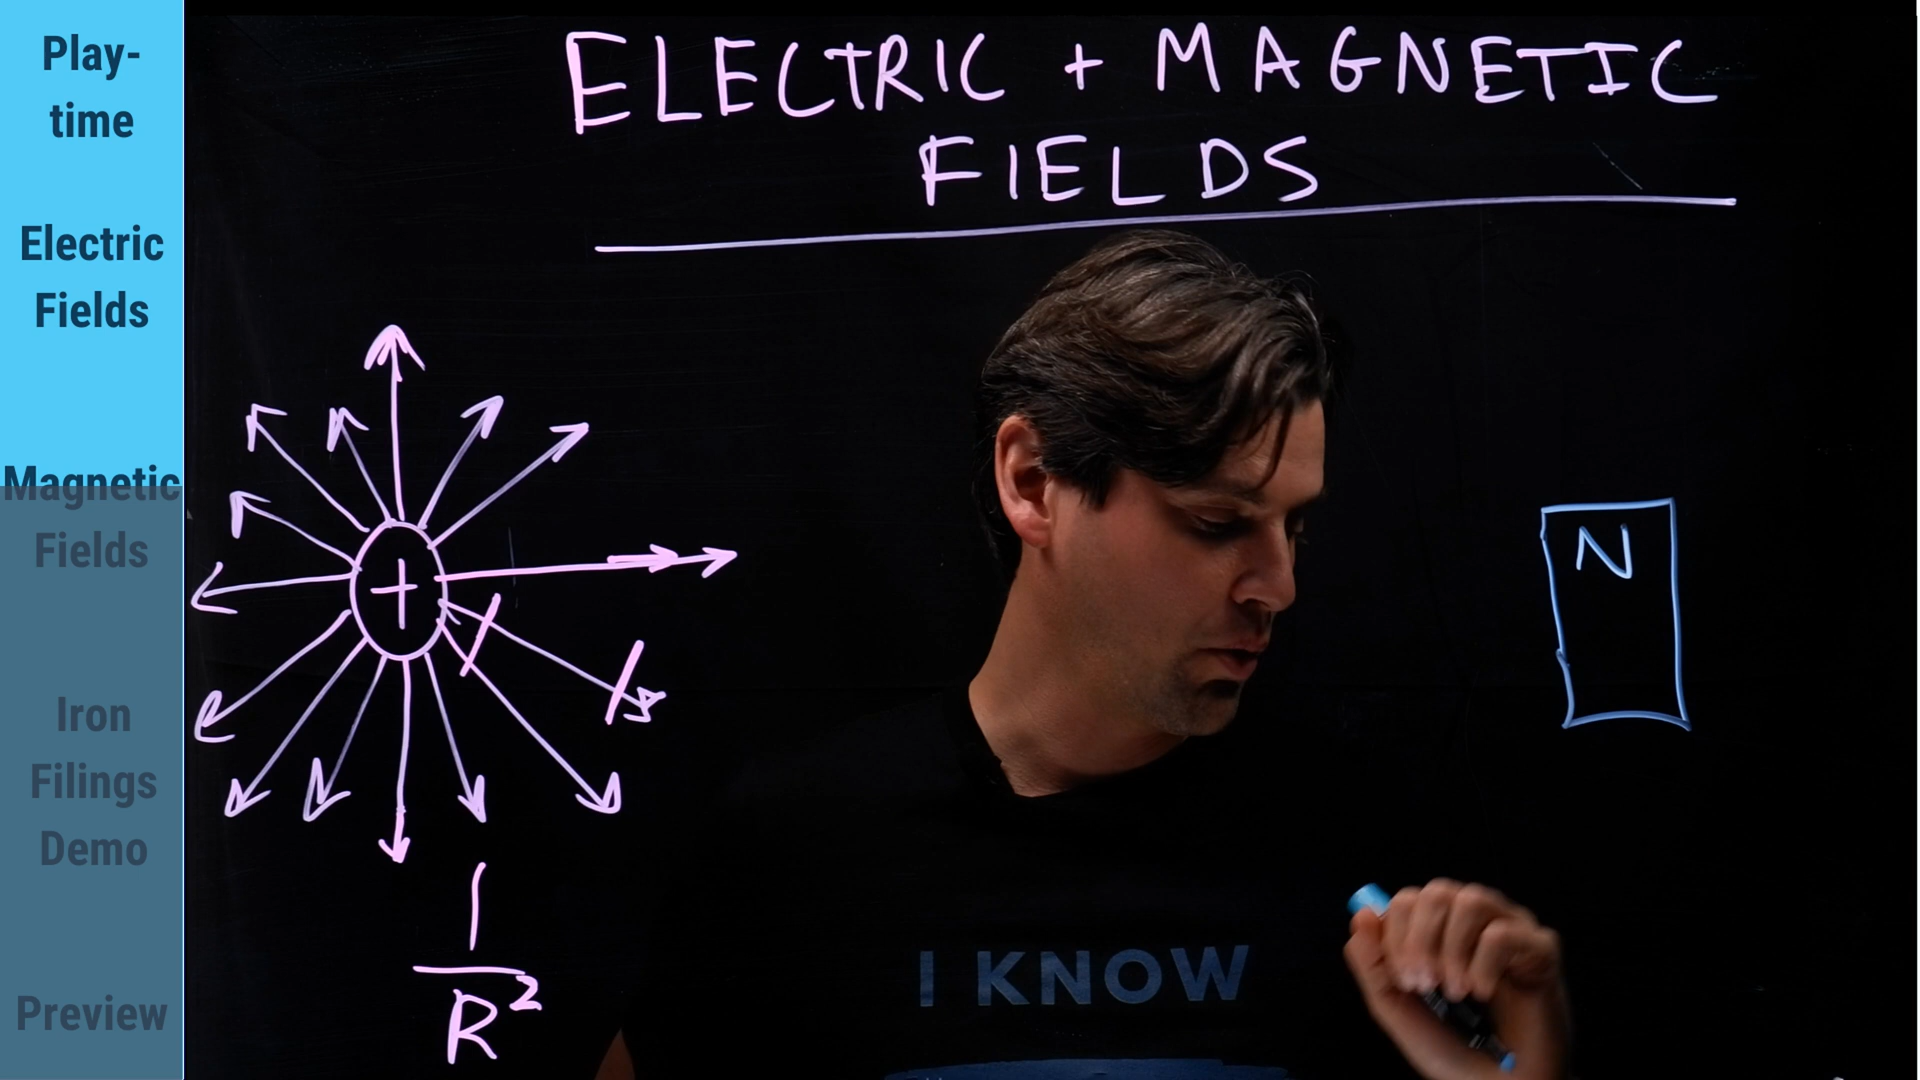 Play-
time
Electric
Fields
Magnetic
Fields
Iron
Filings
Demo
Preview
ELECTRIC + MAGNETIC
FIELDS
+
1
R²
N
I KNOW